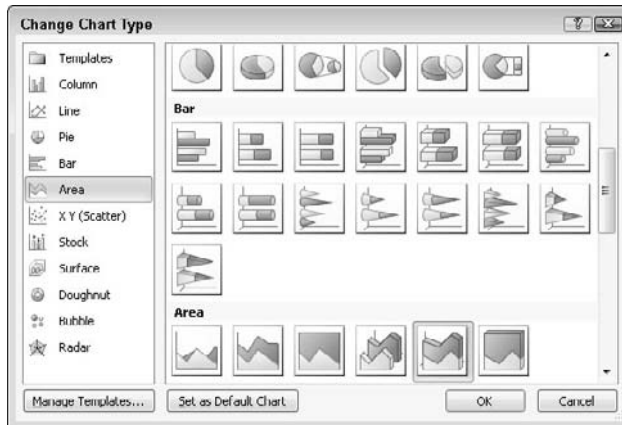 Change Chart Type
Templates
Column
Line
Pie
Bar
Area
X Y (Scatter)
Stock
Surface
Doughnut
Bubble
Radar
Bar
Area
Manage Templates...
Set as Default Chart
OK
Cancel